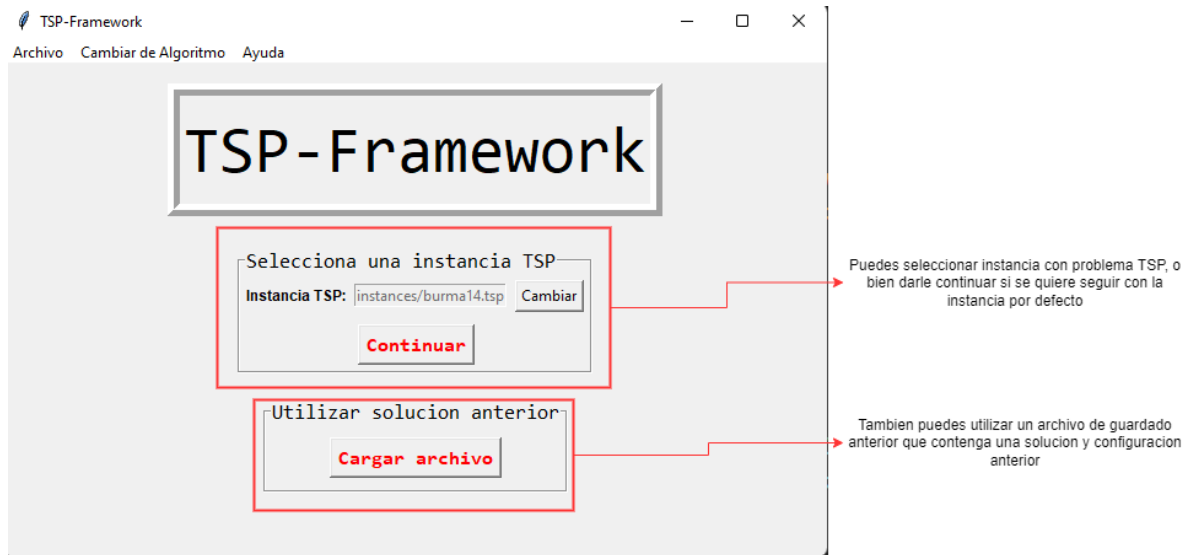 TSP-Framework
Archivo Cambiar de Algoritmo Ayuda
TSP-Framework
Selecciona una instancia TSP
Instancia TSP: instances/burma14.tsp Cambiar
Continuar
Puedes seleccionar instancia con problema TSP, o
bien darle continuar si se quiere seguir con la
instancia por defecto
Utilizar solucion anterior
Cargar archivo
Tambien puedes utilizar un archivo de guardado
anterior que contenga una solucion y configuracion
anterior